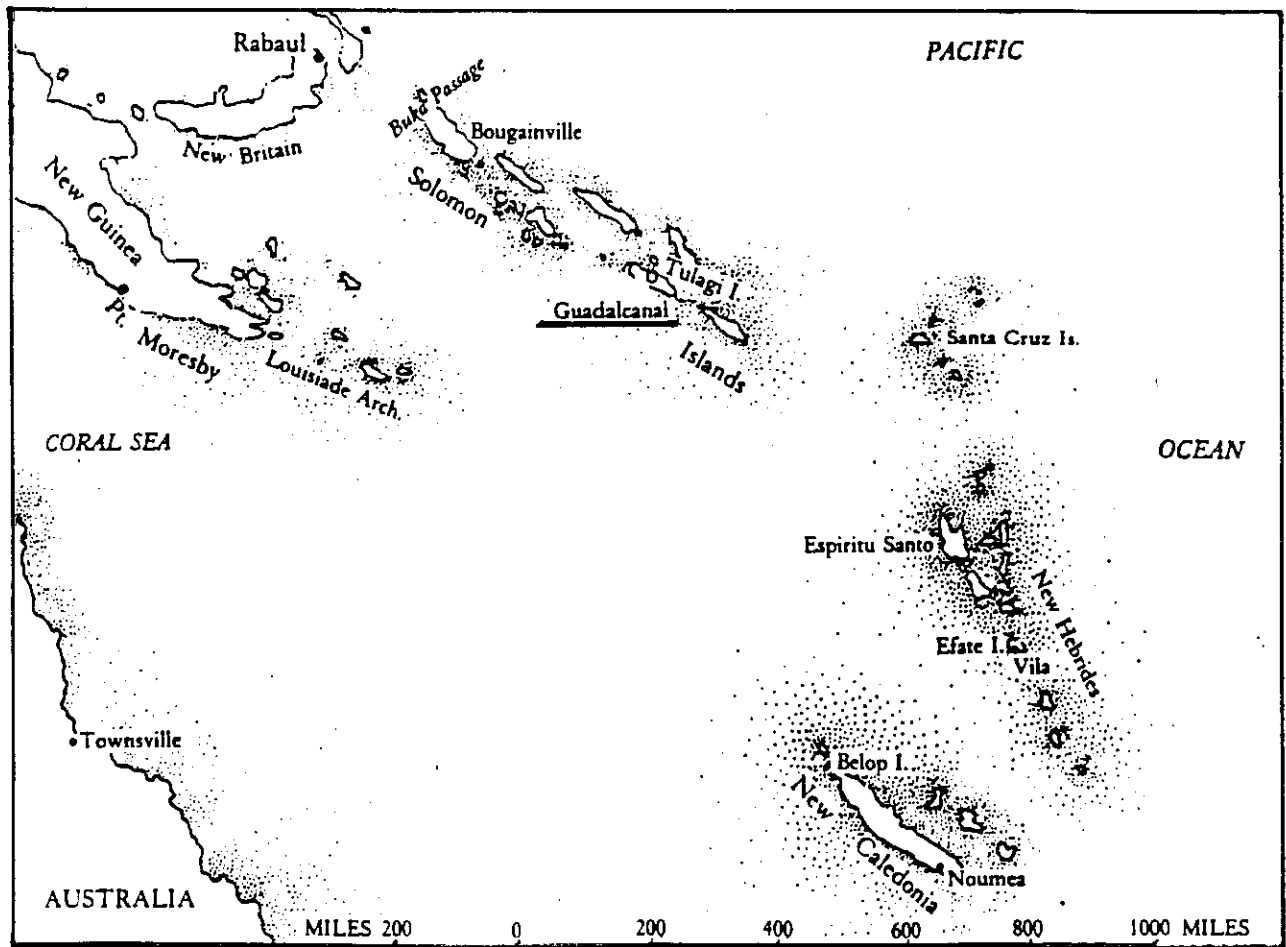 PACIFIC
Rabaul
Buka Passage
Bougainville
New Britain
New Guinea
Solomon
Tulagi I.
Guadalcanal
Pt. Moresby
Louisiade Arch.
Islands
Santa Cruz Is.
CORAL SEA
OCEAN
Espiritu Santo
New Hebrides
Efate I.
Vila
Townsville
Belop I.
New
Caledonia
Noumea
AUSTRALIA
MILES 200 0 200 400 600 800 1000 MILES